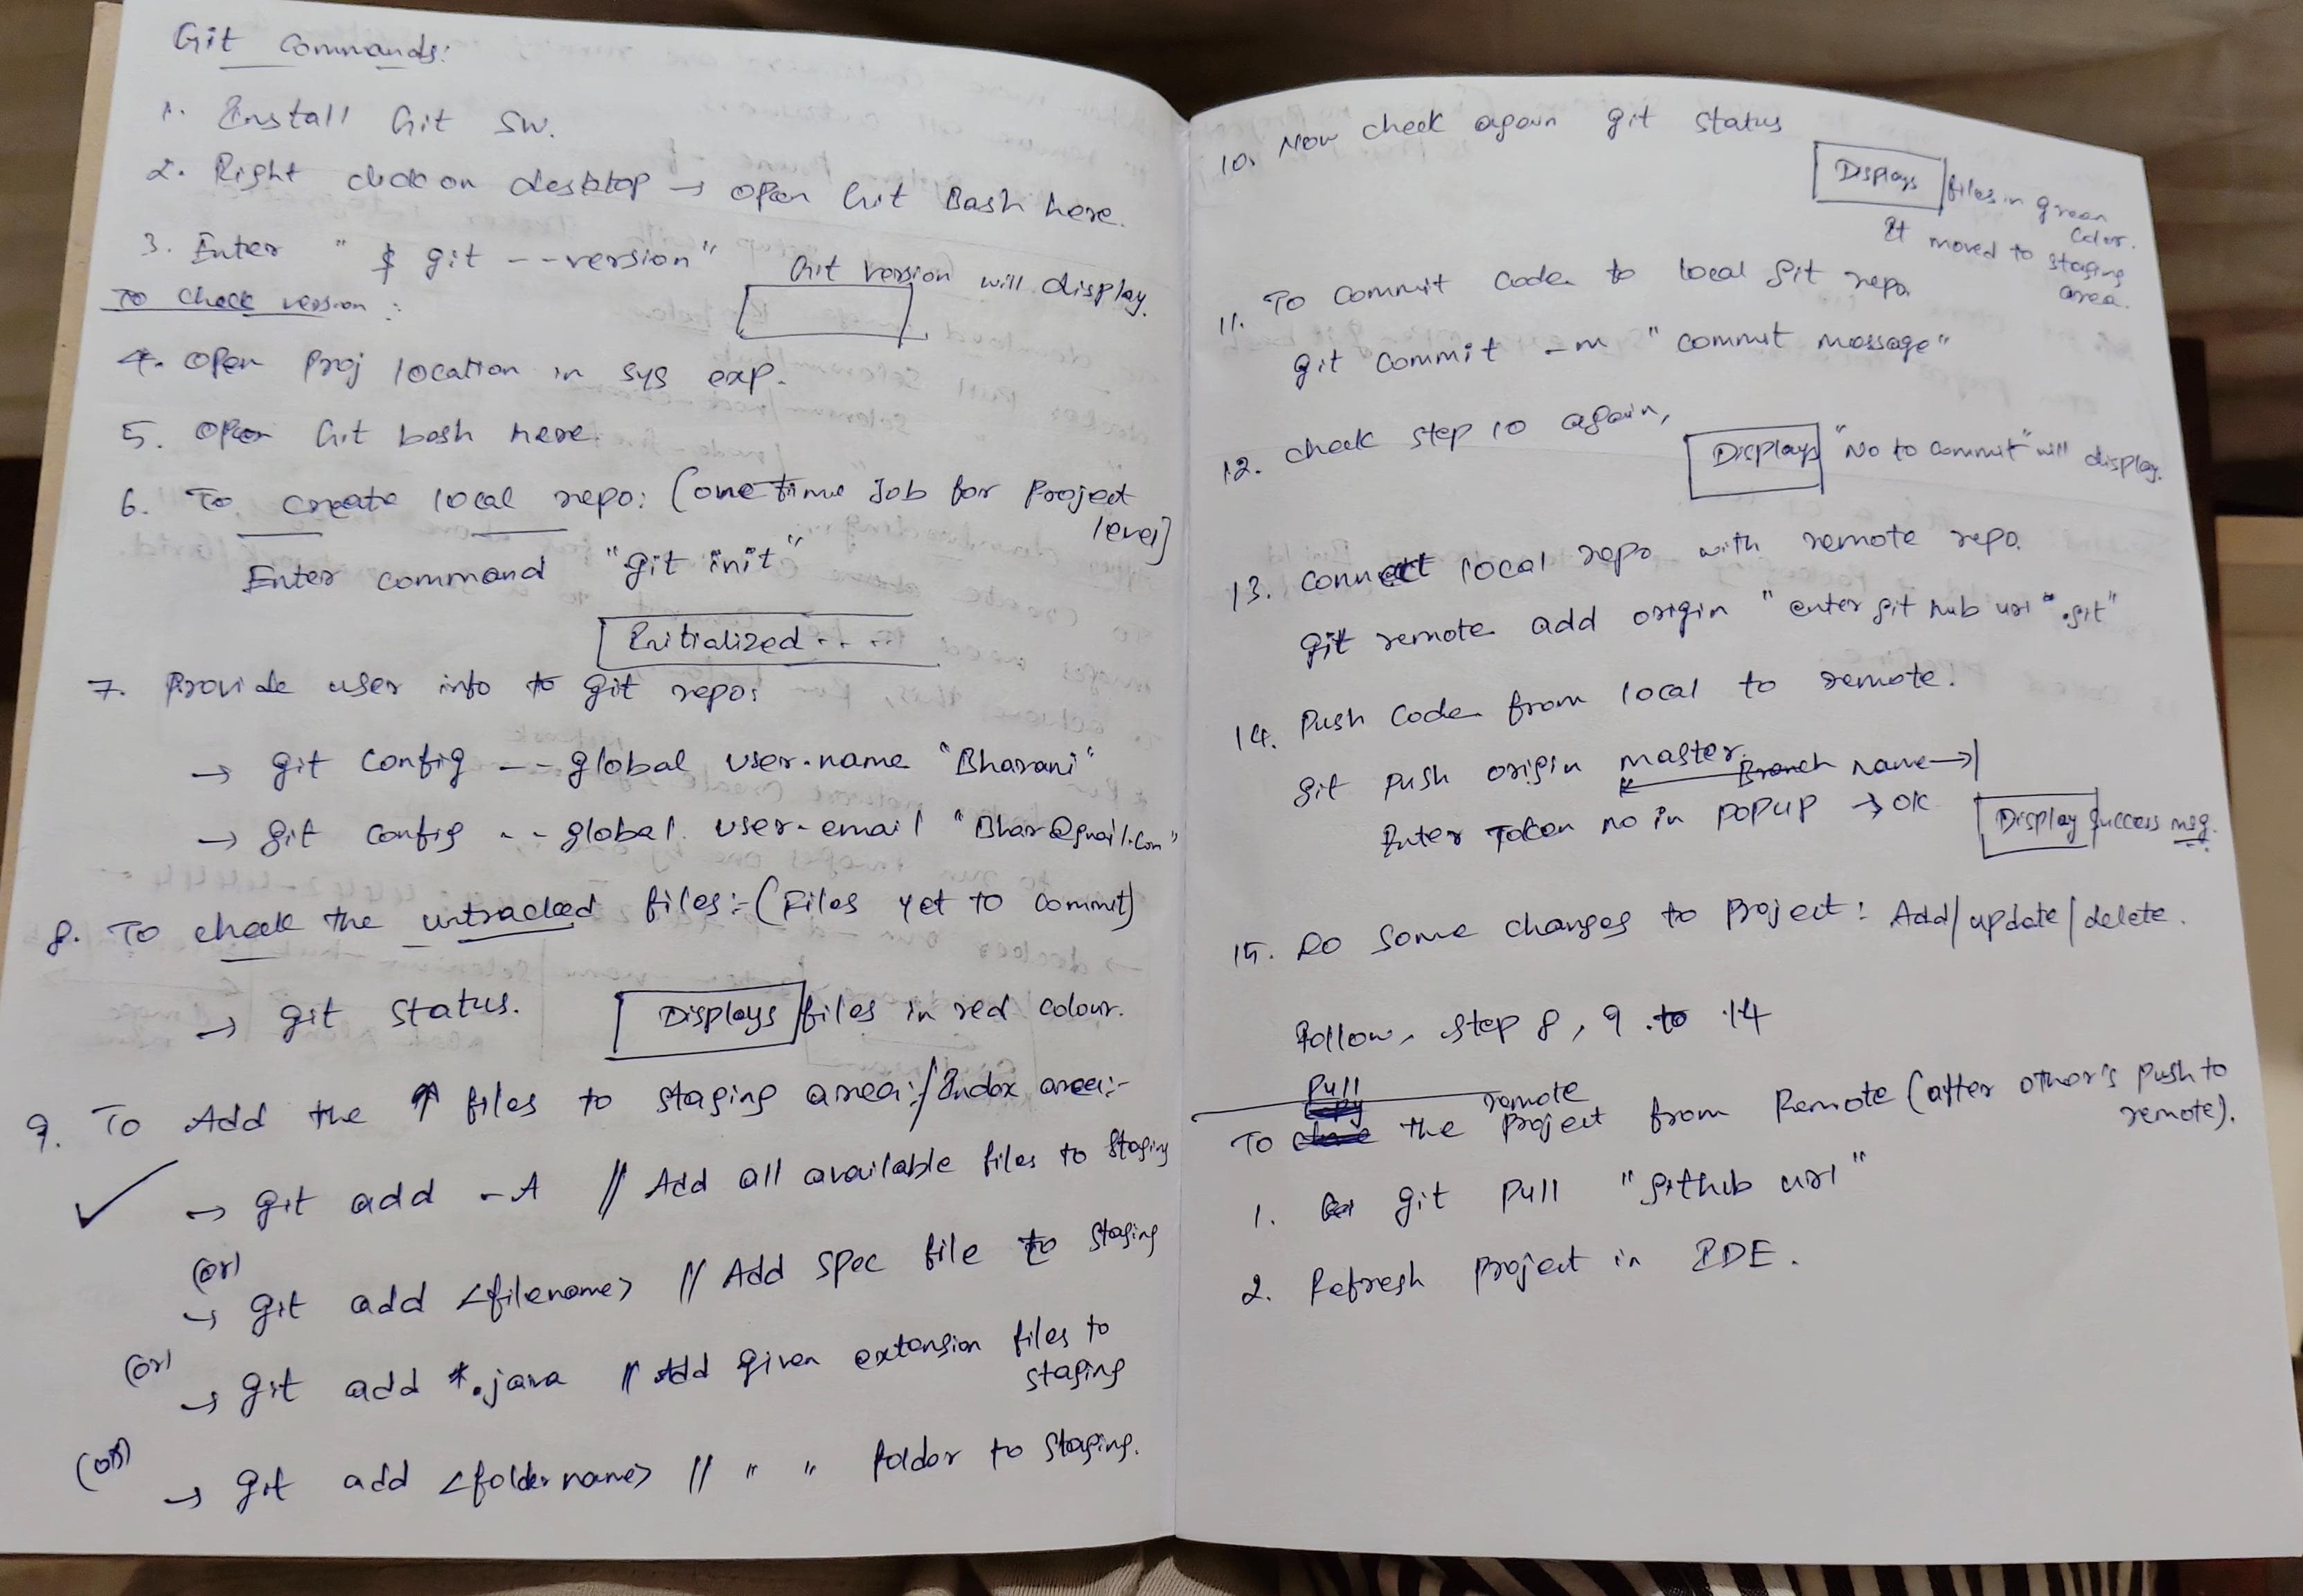 Git Commands:
1. Install Git SW.
2. Right click on desktop → open Git Bash here.
3. Enter " $ git --version" Git version will display.
To check version :
4. Open Proj location in sys exp.
5. Open Git bash here.
6. To create local repo: (one time Job for Project level)
Enter command "git init"
Initialized . . . . .
7. Provide user info to git repo:
→ git config --global user.name "Bharani"
→ git config --global user-email "Bhar@gmail.com"
8. To check the untracked files:- (Files yet to commit)
→ git status. Displays files in red colour.
9. To Add the ↑ files to staging area:/Index area:-
✓ → git add -A // Add all available files to staging
(or)
→ git add <filename> // Add spec file to staging
(or) → git add *.java // Add given extension files to staging
(or) → git add <folder name> // " " folder to staging.
10. Now check again git status
Displays files in green color.
It moved to staging area.
11. To commit code to local git repo
git commit -m "commit message"
12. check step 10 again,
Displays "No to commit" will display.
13. connect local repo with remote repo.
git remote add origin "enter git hub url ".git"
14. Push code from local to remote.
git push origin master. Branch name →|
Enter Token no in popup → OK Display success msg.
15. Do some changes to project: Add/update/delete.
Follow, step 8, 9 to 14
To Pull the remote project from Remote (after other's push to remote).
1. git pull "github url"
2. Refresh project in IDE.